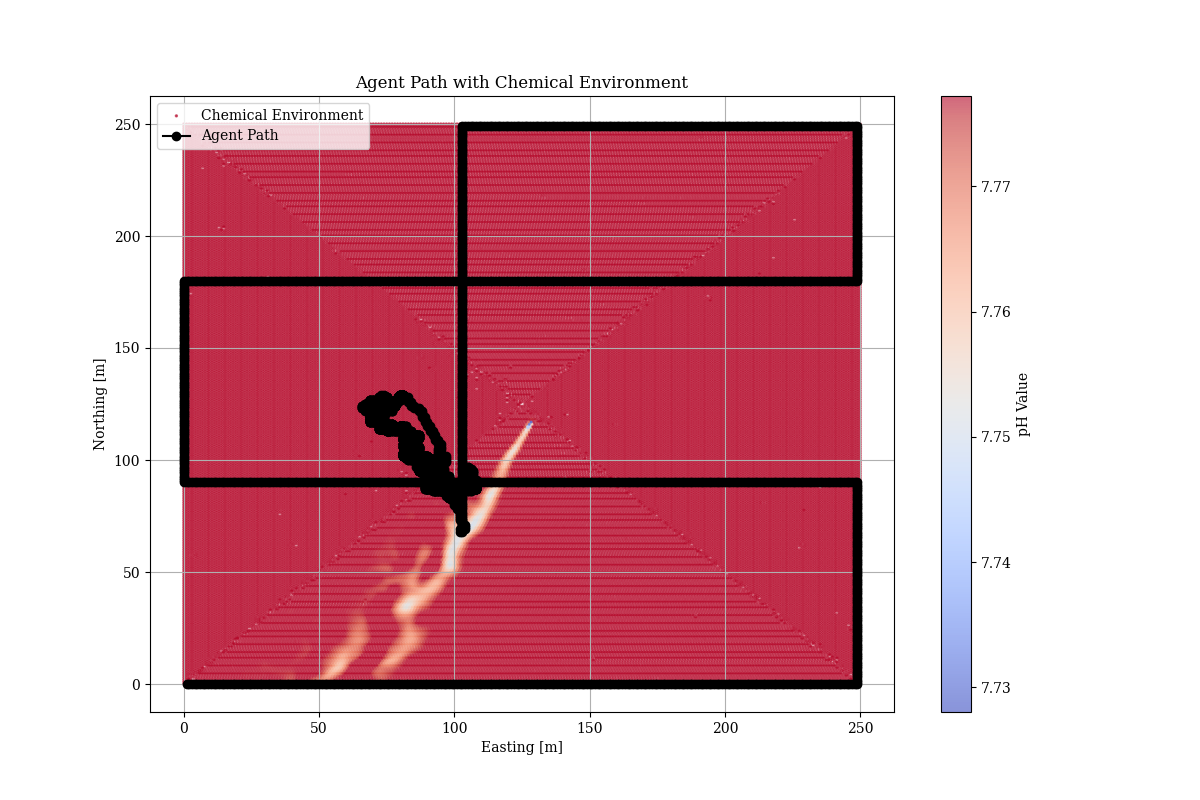 Agent Path with Chemical Environment
Chemical Environment
Agent Path
250
200
150
100
50
0
Northing [m]
0 50 100 150 200 250
Easting [m]
7.77
7.76
7.75
7.74
7.73
pH Value